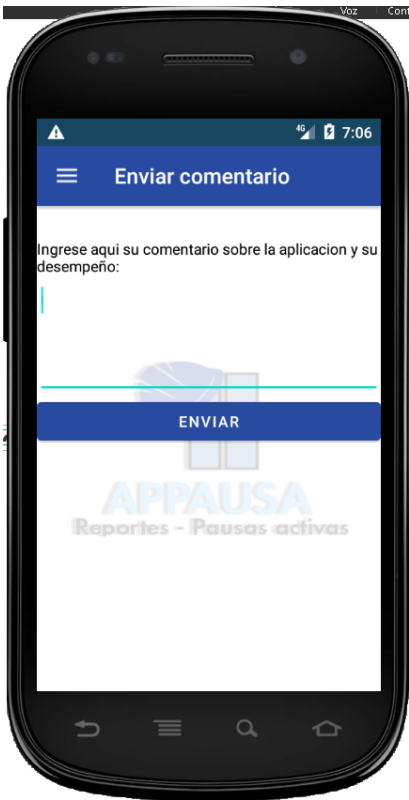 Voz
4G 7:06
Enviar comentario
Ingrese aqui su comentario sobre la aplicacion y su
desempeño:
ENVIAR
APPAUSA
Reportes - Pausas activas